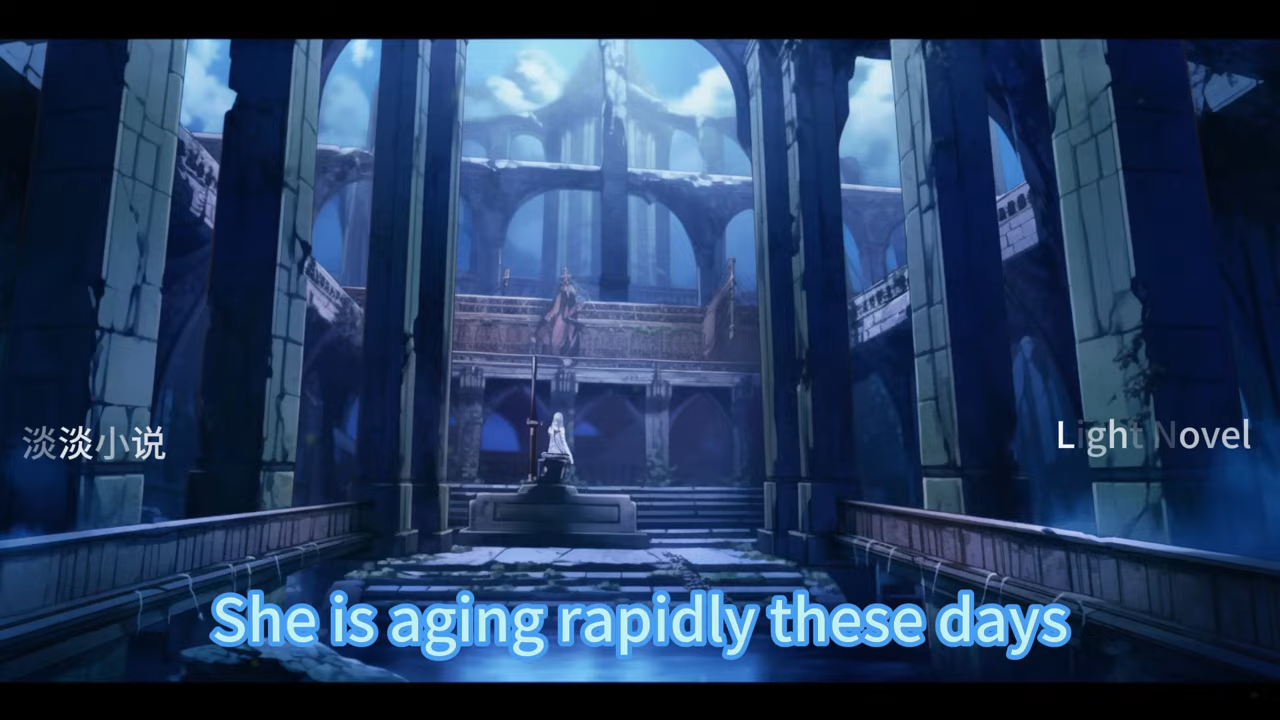 淡淡小说
Light Novel
She is aging rapidly these days